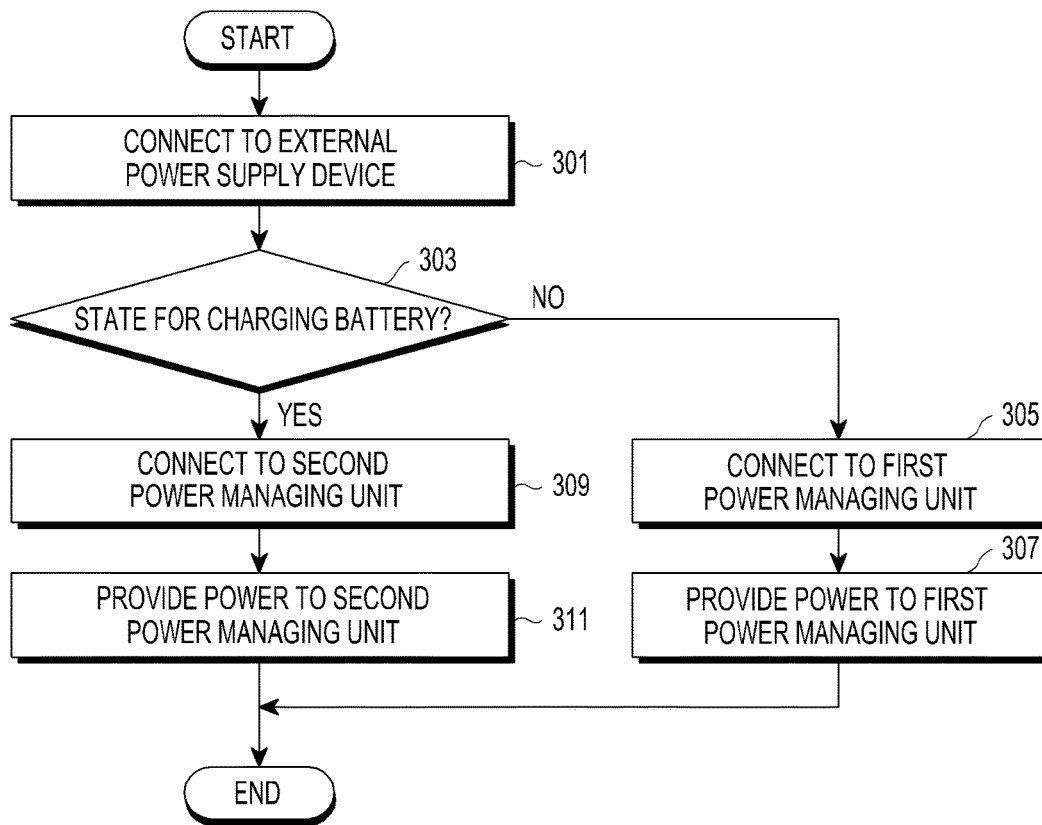 START
CONNECT TO EXTERNAL
POWER SUPPLY DEVICE
301
303
STATE FOR CHARGING BATTERY?
NO
YES
CONNECT TO SECOND
POWER MANAGING UNIT
309
305
CONNECT TO FIRST
POWER MANAGING UNIT
PROVIDE POWER TO SECOND
POWER MANAGING UNIT
311
307
PROVIDE POWER TO FIRST
POWER MANAGING UNIT
END